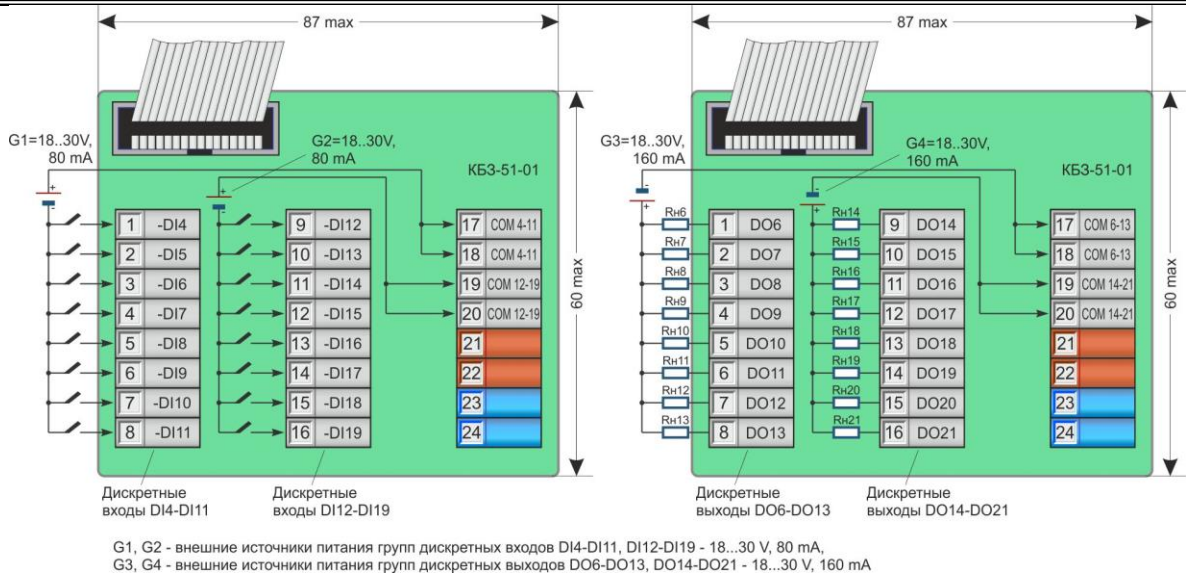 87 max
87 max
G1=18..30V,
80 mA
G2=18..30V,
80 mA
КБЗ-51-01
1 -DI4
2 -DI5
3 -DI6
4 -DI7
5 -DI8
6 -DI9
7 -DI10
8 -DI11
9 -DI12
10 -DI13
11 -DI14
12 -DI15
13 -DI16
14 -DI17
15 -DI18
16 -DI19
17 COM 4-11
18 COM 4-11
19 COM 12-19
20 COM 12-19
21
22
23
24
60 max
+
-
+
-
Дискретные
входы DI4-DI11
Дискретные
входы DI12-DI19
G3=18..30V,
160 mA
G4=18..30V,
160 mA
КБЗ-51-01
-
+
-
+
Rн6
Rн7
Rн8
Rн9
Rн10
Rн11
Rн12
Rн13
1 DO6
2 DO7
3 DO8
4 DO9
5 DO10
6 DO11
7 DO12
8 DO13
Rн14
Rн15
Rн16
Rн17
Rн18
Rн19
Rн20
Rн21
9 DO14
10 DO15
11 DO16
12 DO17
13 DO18
14 DO19
15 DO20
16 DO21
17 COM 6-13
18 COM 6-13
19 COM 14-21
20 COM 14-21
21
22
23
24
60 max
Дискретные
выходы DO6-DO13
Дискретные
выходы DO14-DO21
G1, G2 - внешние источники питания групп дискретных входов DI4-DI11, DI12-DI19 - 18...30 V, 80 mA,
G3, G4 - внешние источники питания групп дискретных выходов DO6-DO13, DO14-DO21 - 18...30 V, 160 mA